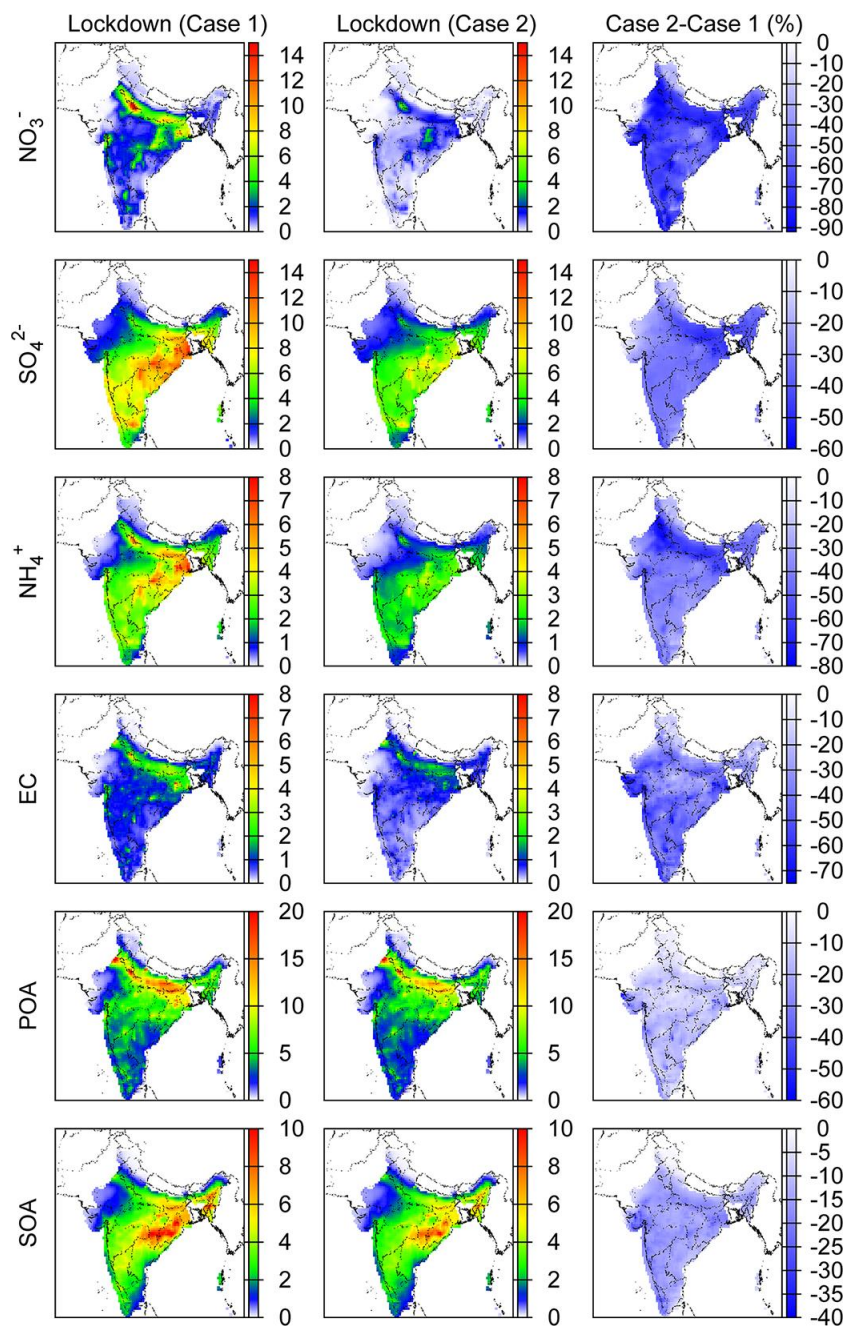 Lockdown (Case 1) Lockdown (Case 2) Case 2-Case 1 (%)
NO₃⁻
14 12 10 8 6 4 2 0
14 12 10 8 6 4 2 0
0 -10 -20 -30 -40 -50 -60 -70 -80 -90
SO₄²⁻
14 12 10 8 6 4 2 0
14 12 10 8 6 4 2 0
0 -10 -20 -30 -40 -50 -60
NH₄⁺
8 7 6 5 4 3 2 1 0
8 7 6 5 4 3 2 1 0
0 -10 -20 -30 -40 -50 -60 -70 -80
EC
8 7 6 5 4 3 2 1 0
8 7 6 5 4 3 2 1 0
0 -10 -20 -30 -40 -50 -60 -70
POA
20 15 10 5 0
20 15 10 5 0
0 -10 -20 -30 -40 -50 -60
SOA
10 8 6 4 2 0
10 8 6 4 2 0
0 -5 -10 -15 -20 -25 -30 -35 -40